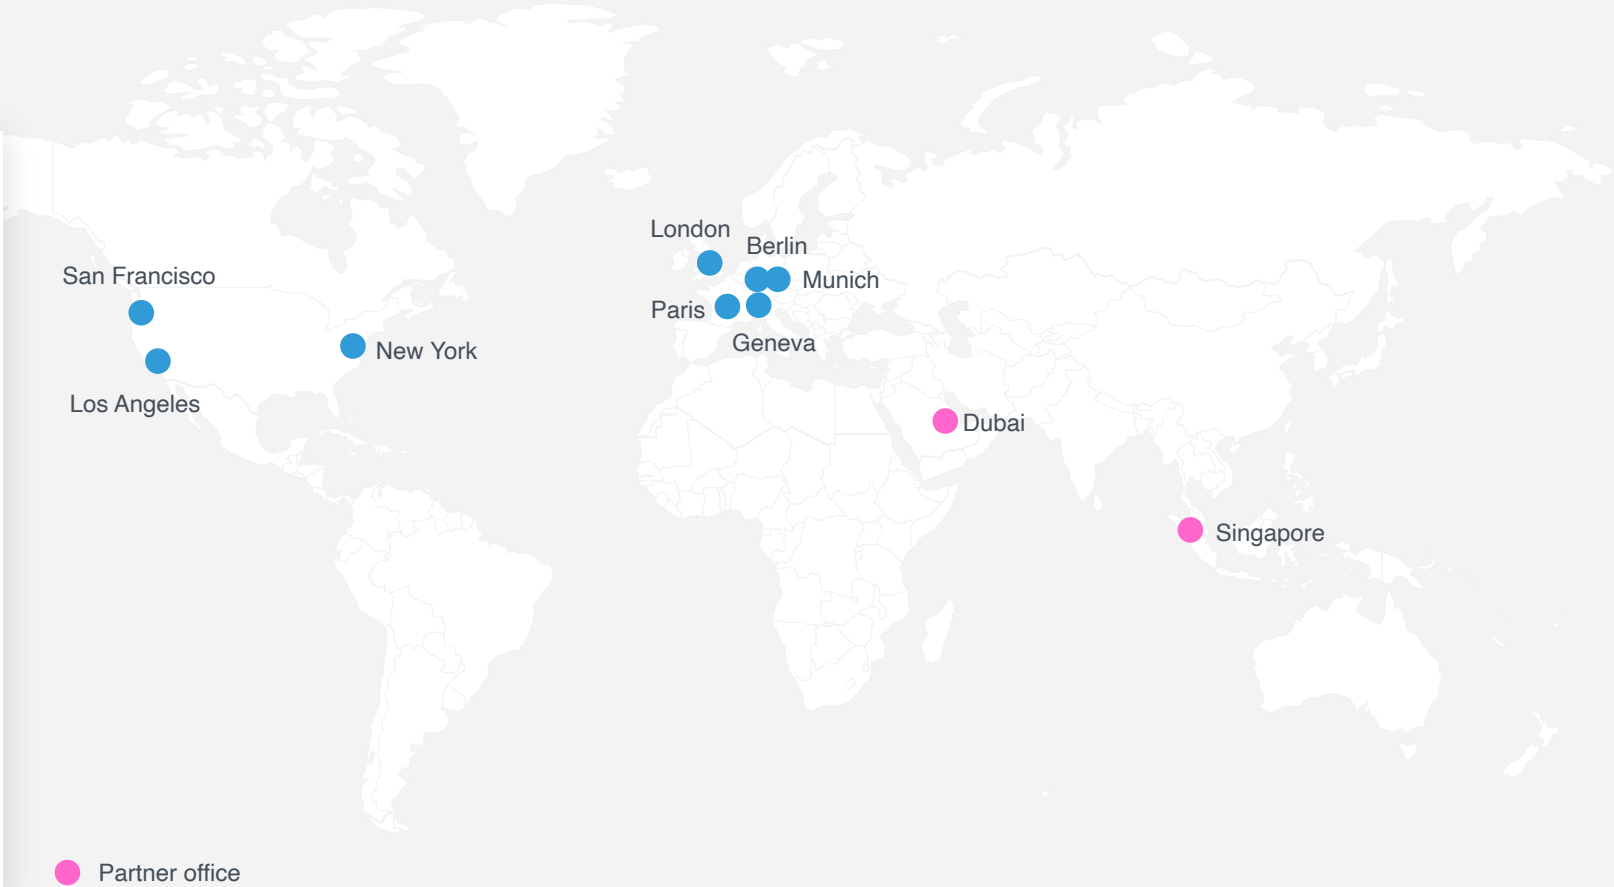 London
Berlin
San Francisco
Munich
Paris
Geneva
New York
Los Angeles
Dubai
Singapore
Partner office